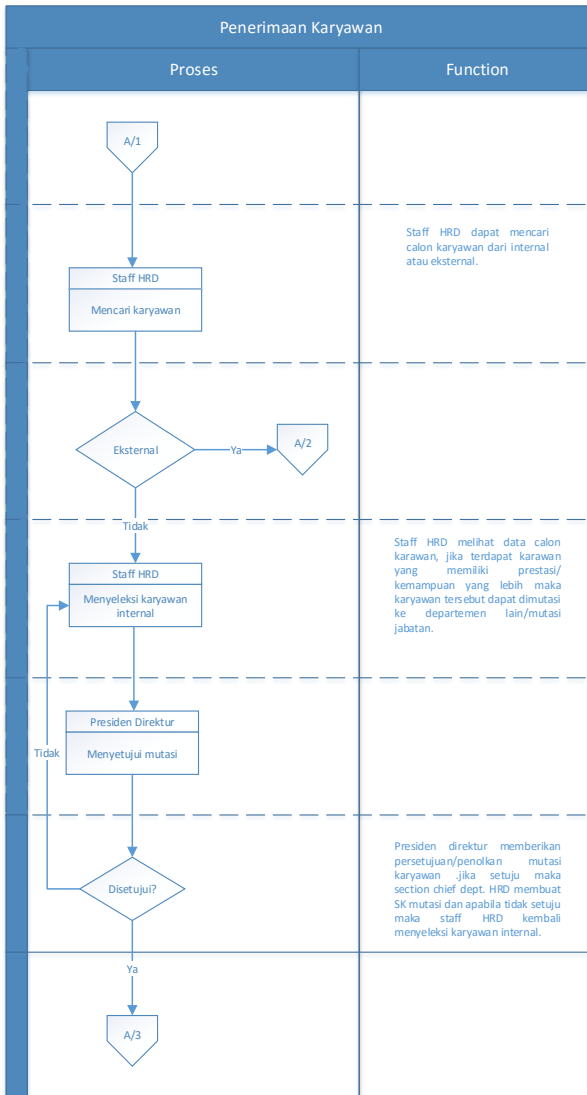 Penerimaan Karyawan
Proses
Function
A/1
Staff HRD dapat mencari
calon karyawan dari internal
atau eksternal.
Staff HRD
Mencari karyawan
Eksternal
Ya
A/2
Tidak
Staff HRD melihat data calon
karawan, jika terdapat karawan
yang memiliki prestasi/
kemampuan yang lebih maka
karyawan tersebut dapat dimutasi
ke departemen lain/mutasi
jabatan.
Staff HRD
Menyeleksi karyawan
internal
Presiden Direktur
Menyetujui mutasi
Tidak
Disetujui?
Presiden direktur memberikan
persetujuan/penolkan mutasi
karyawan .jika setuju maka
section chief dept. HRD membuat
SK mutasi dan apabila tidak setuju
maka staff HRD kembali
menyeleksi karyawan internal.
Ya
A/3